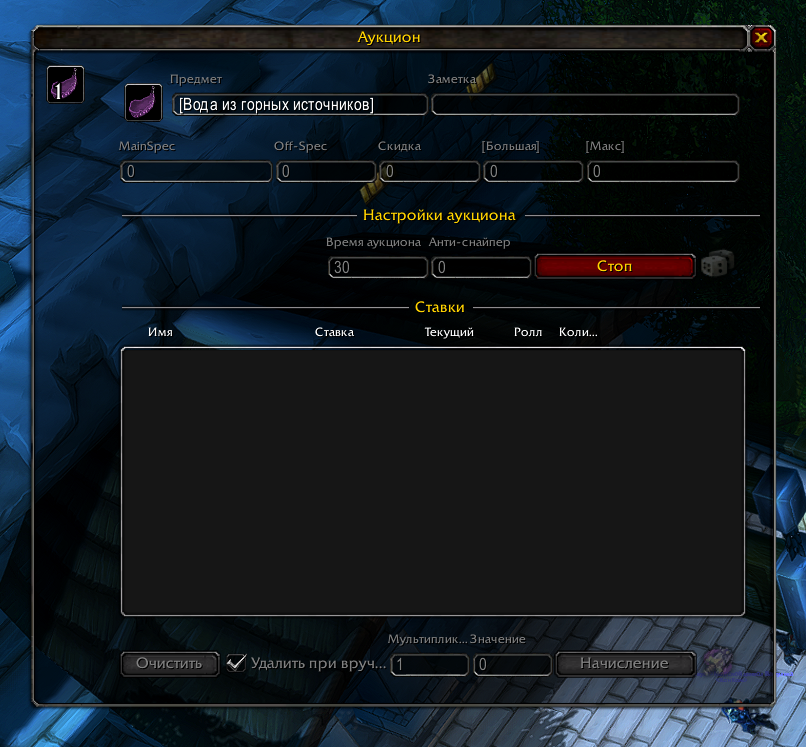 Аукцион
Предмет Заметка
1
[Вода из горных источников]
MainSpec Off-Spec Скидка [Большая] [Макс]
0 0 0 0 0
Настройки аукциона
Время аукциона Анти-снайпер
30 0 Стоп
Ставки
Имя Ставка Текущий Ролл Коли...
Мультиплик... Значение
Очистить Удалить при вруч... 1 0 Начисление